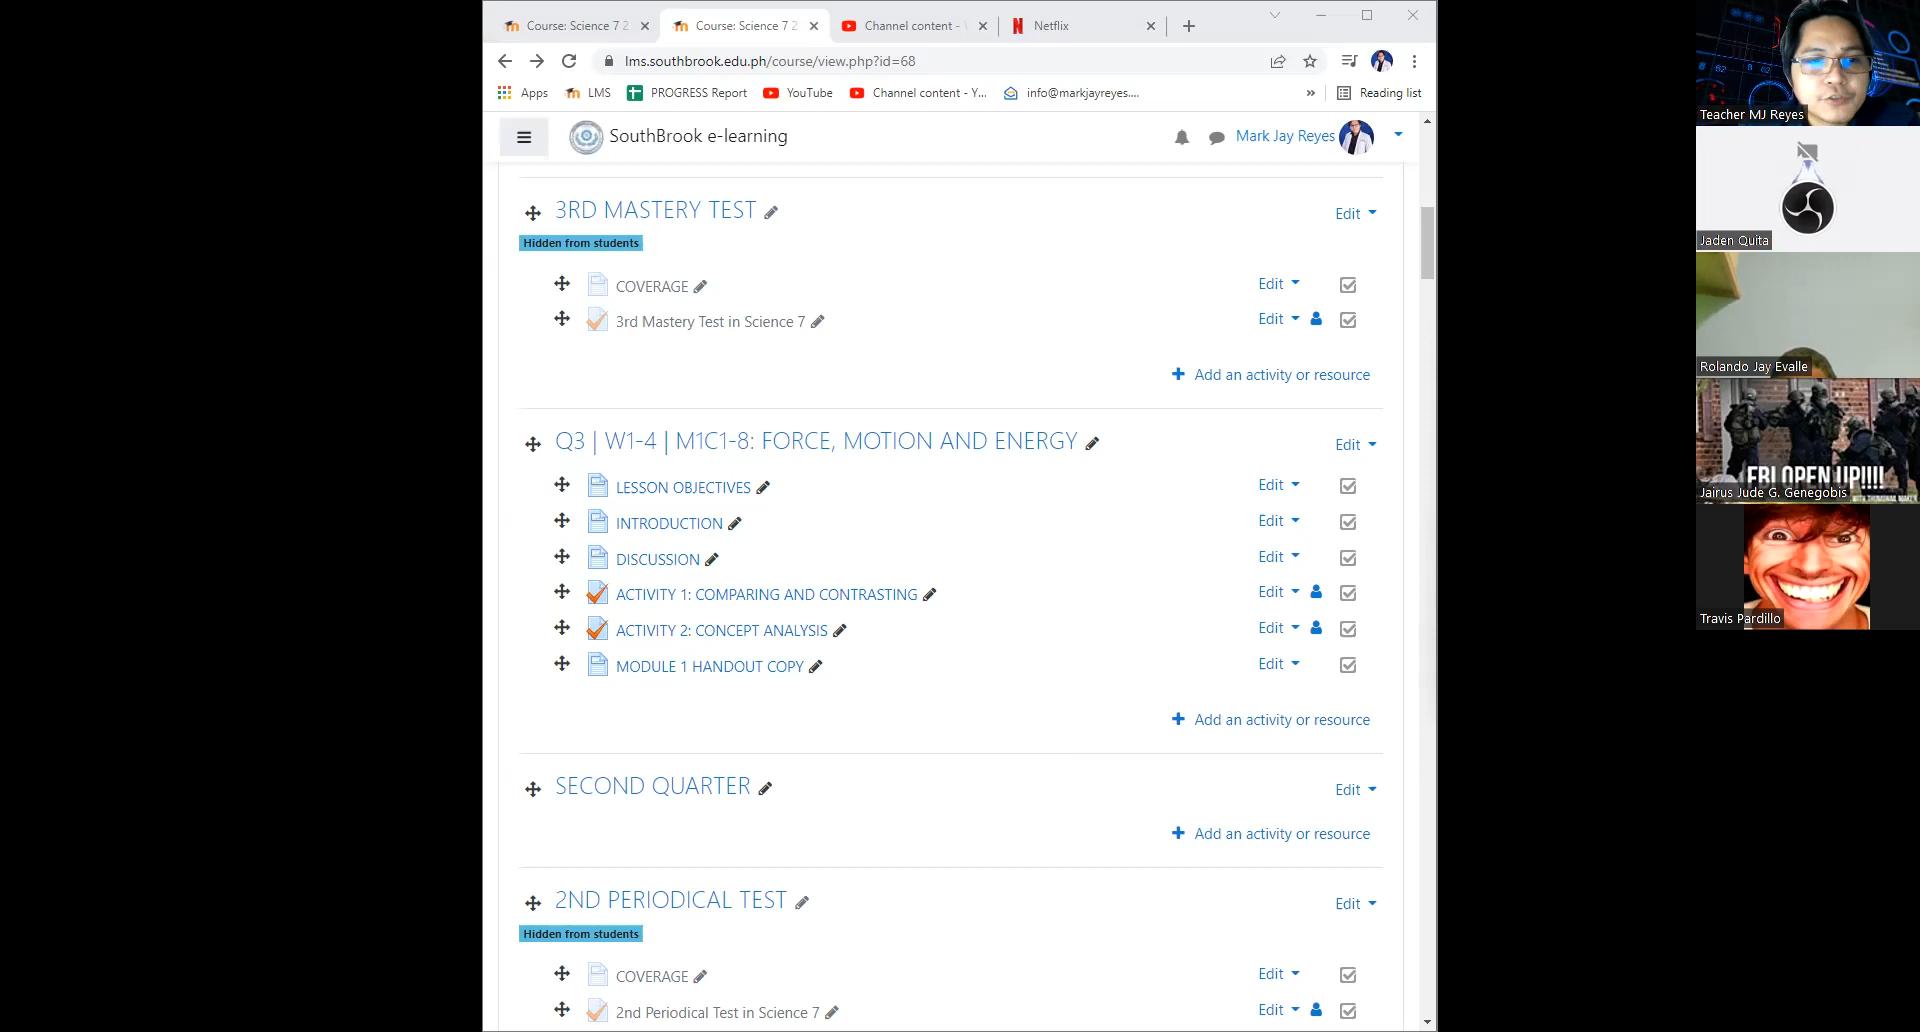 Course: Science 7 2
Course: Science 7 2
Channel content -
Netflix
lms.southbrook.edu.ph/course/view.php?id=68
Apps
LMS
PROGRESS Report
YouTube
Channel content - Y...
info@markjayreyes....
»
Reading list
SouthBrook e-learning
Mark Jay Reyes
3RD MASTERY TEST
Edit
Hidden from students
COVERAGE
Edit
3rd Mastery Test in Science 7
Edit
Add an activity or resource
Q3 | W1-4 | M1C1-8: FORCE, MOTION AND ENERGY
Edit
LESSON OBJECTIVES
Edit
INTRODUCTION
Edit
DISCUSSION
Edit
ACTIVITY 1: COMPARING AND CONTRASTING
Edit
ACTIVITY 2: CONCEPT ANALYSIS
Edit
MODULE 1 HANDOUT COPY
Edit
Add an activity or resource
SECOND QUARTER
Edit
Add an activity or resource
2ND PERIODICAL TEST
Edit
Hidden from students
COVERAGE
Edit
2nd Periodical Test in Science 7
Edit
Teacher MJ Reyes
Jaden Quita
Rolando Jay Evalle
FBI OPEN UP!!!!
Jairus Jude G. Genegobis
Travis Pardillo